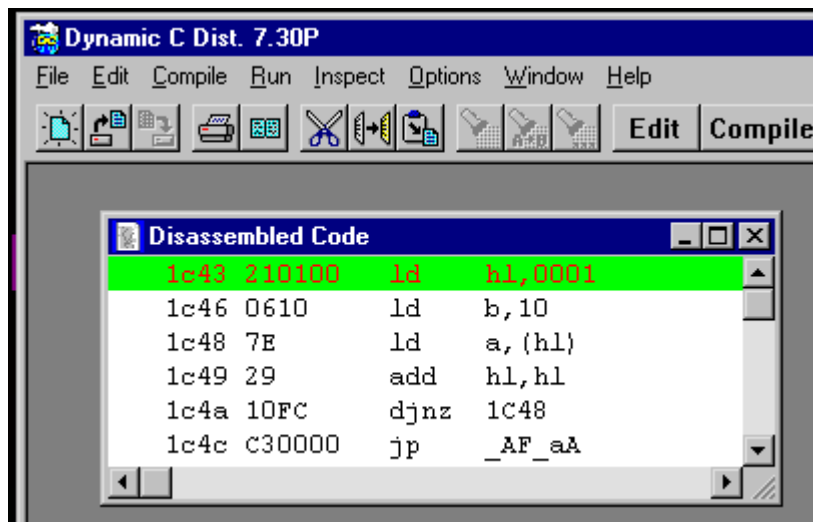 Dynamic C Dist. 7.30P
File Edit Compile Run Inspect Options Window Help
Edit Compile
Disassembled Code
1c43 210100 ld hl,0001
1c46 0610 ld b,10
1c48 7E ld a,(hl)
1c49 29 add hl,hl
1c4a 10FC djnz 1C48
1c4c C30000 jp _AF_aA